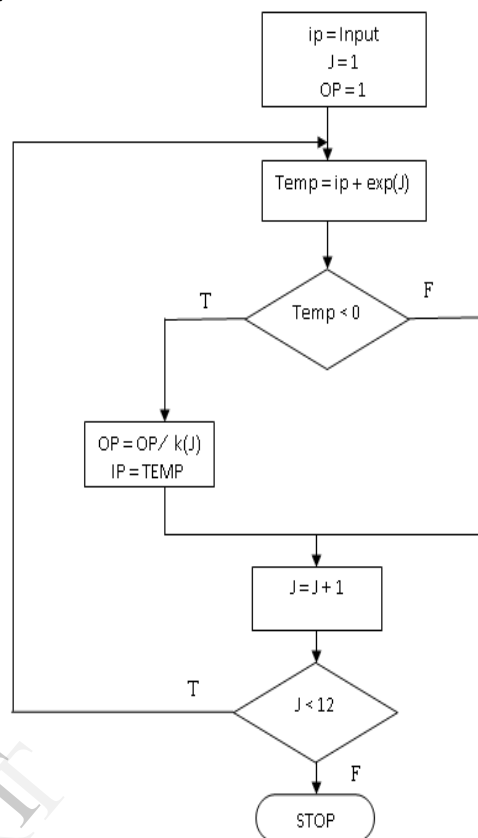 ip = Input
J = 1
OP = 1
Temp = ip + exp(J)
T
F
Temp < 0
OP = OP/ k(J)
IP = TEMP
J = J + 1
T
J < 12
F
STOP